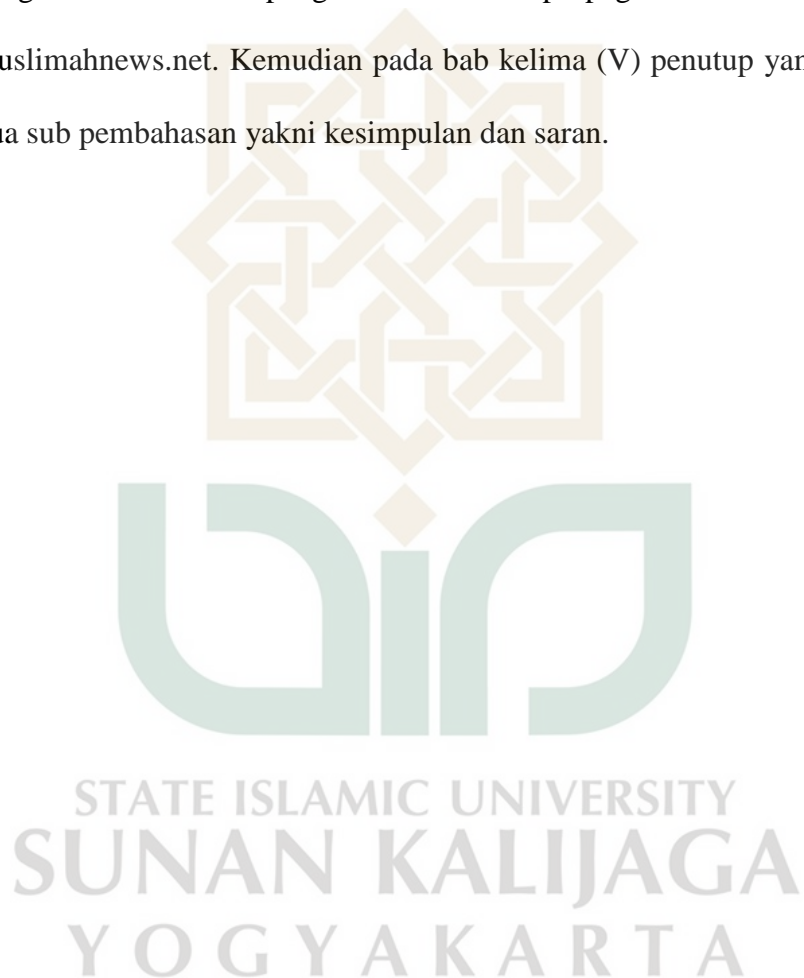 uslimahnews.net. Kemudian pada bab kelima (V) penutup yan
ua sub pembahasan yakni kesimpulan dan saran.
STATE ISLAMIC UNIVERSITY
SUNAN KALIJAGA
YOGYAKARTA